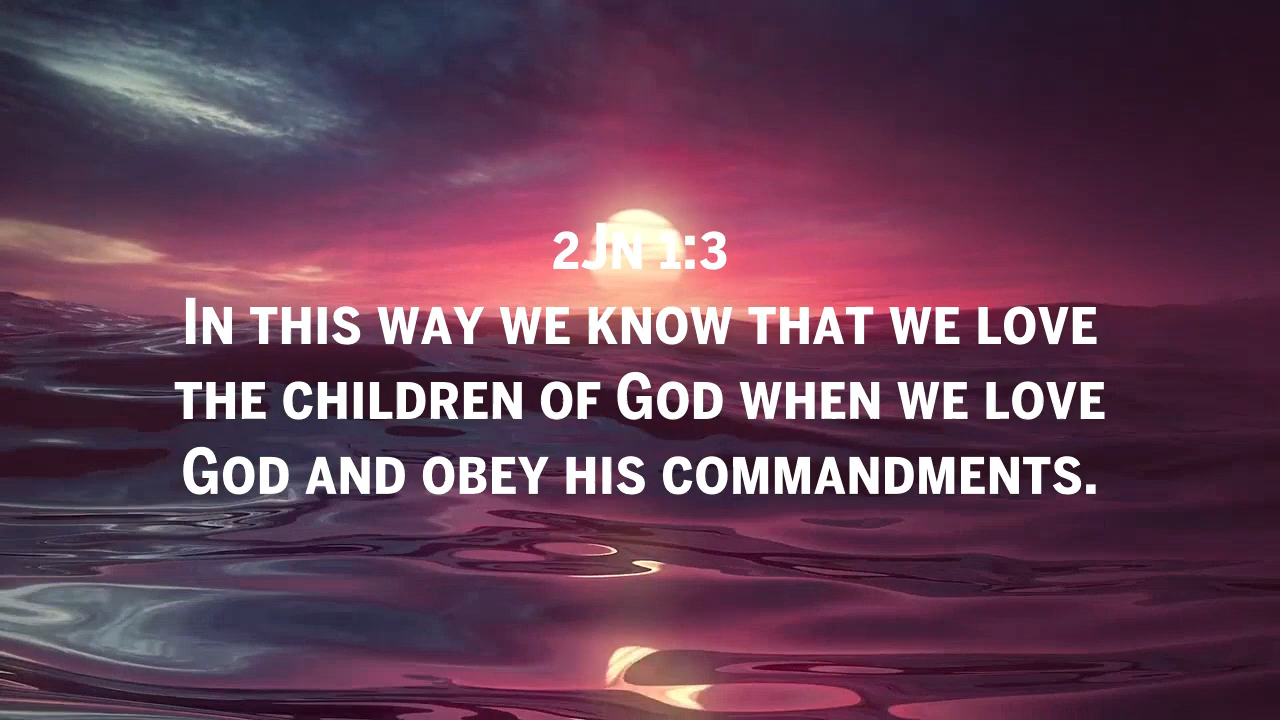 2Jn 1:3
In this way we know that we love
the children of God when we love
God and obey his commandments.